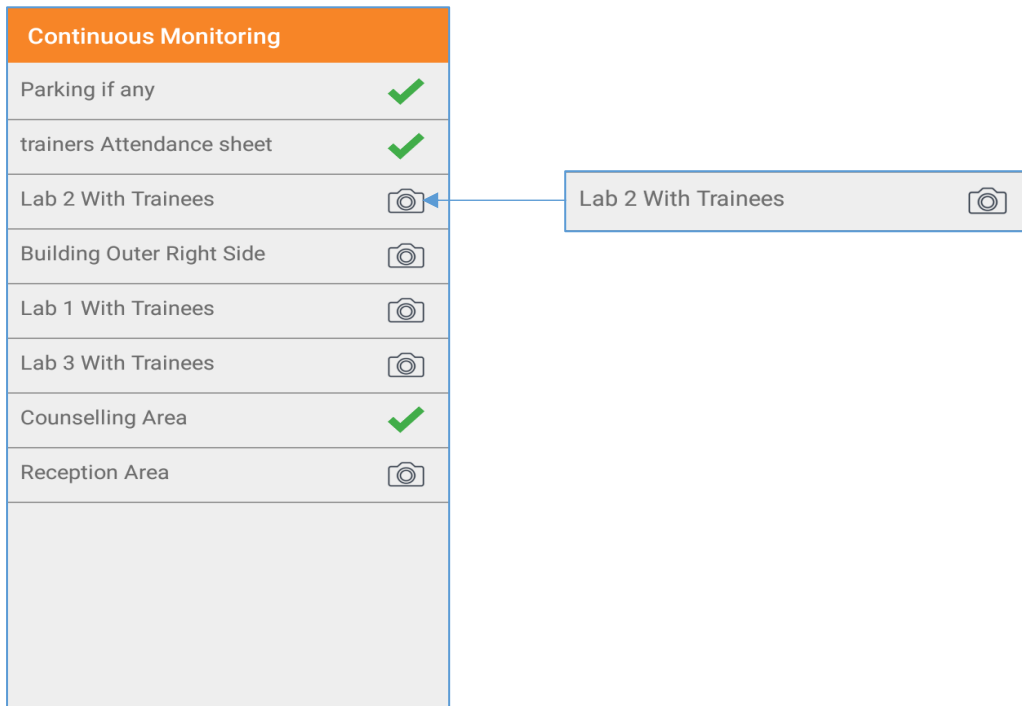 Continuous Monitoring
Parking if any
trainers Attendance sheet
Lab 2 With Trainees
Building Outer Right Side
Lab 1 With Trainees
Lab 3 With Trainees
Counselling Area
Reception Area
Lab 2 With Trainees